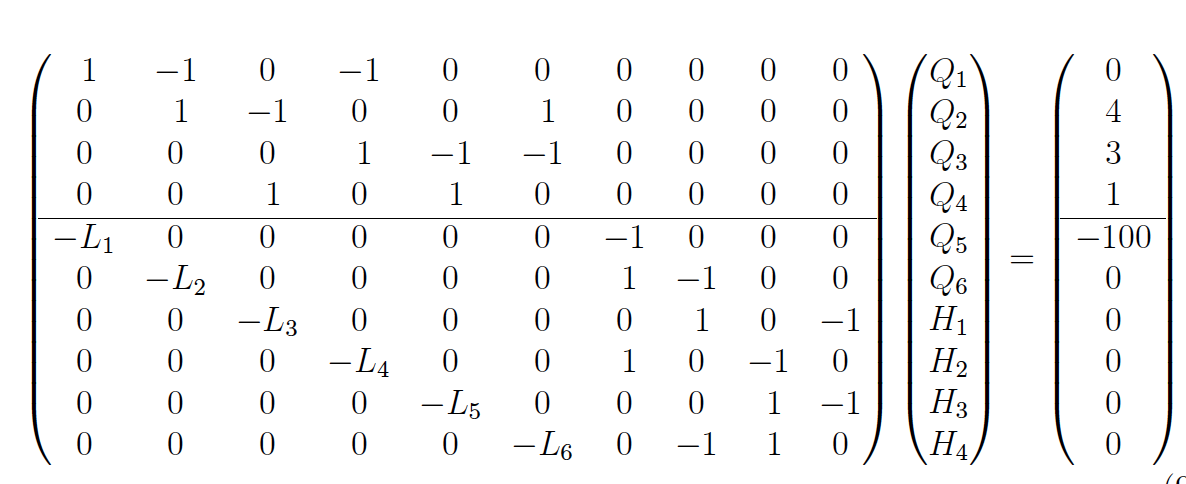 1 −1 0 −1 0 0 0 0 0 0 Q1 0
0 1 −1 0 0 1 0 0 0 0 Q2 4
0 0 0 1 −1 −1 0 0 0 0 Q3 3
0 0 1 0 1 0 0 0 0 0 Q4 1
−L1 0 0 0 0 0 −1 0 0 0 Q5 = −100
0 −L2 0 0 0 0 1 −1 0 0 Q6 0
0 0 −L3 0 0 0 0 1 0 −1 H1 0
0 0 0 −L4 0 0 1 0 −1 0 H2 0
0 0 0 0 −L5 0 0 0 1 −1 H3 0
0 0 0 0 0 −L6 0 −1 1 0 H4 0